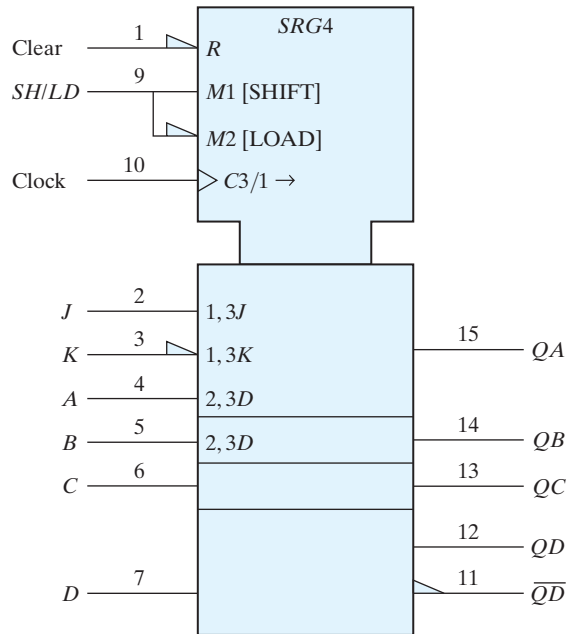 SRG4
Clear 1 R
SH/LD 9 M1 [SHIFT]
M2 [LOAD]
Clock 10 C3/1 →
J 2 1, 3J
K 3 1, 3K
15 QA
A 4 2, 3D
B 5 2, 3D
14 QB
C 6
13 QC
12 QD
D 7
11 Q̅D̅